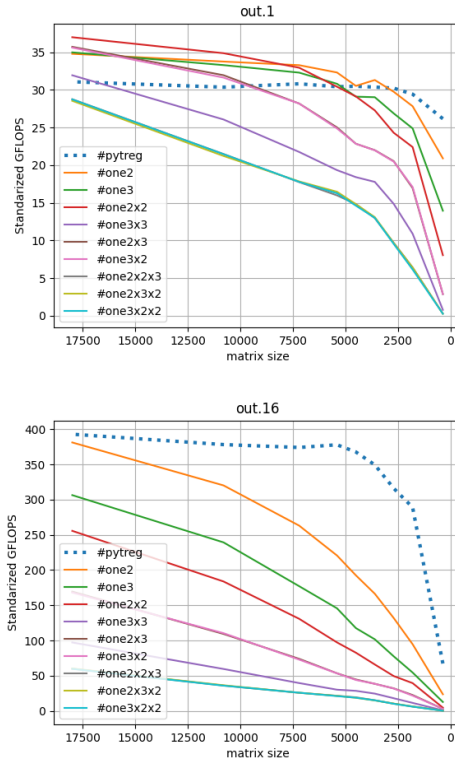 out.1
Standarized GFLOPS
35
30
25
20
15
10
5
0
#pytreg
#one2
#one3
#one2x2
#one3x3
#one2x3
#one3x2
#one2x2x3
#one2x3x2
#one3x2x2
17500 15000 12500 10000 7500 5000 2500 0
matrix size
out.16
Standarized GFLOPS
400
350
300
250
200
150
100
50
0
#pytreg
#one2
#one3
#one2x2
#one3x3
#one2x3
#one3x2
#one2x2x3
#one2x3x2
#one3x2x2
17500 15000 12500 10000 7500 5000 2500 0
matrix size